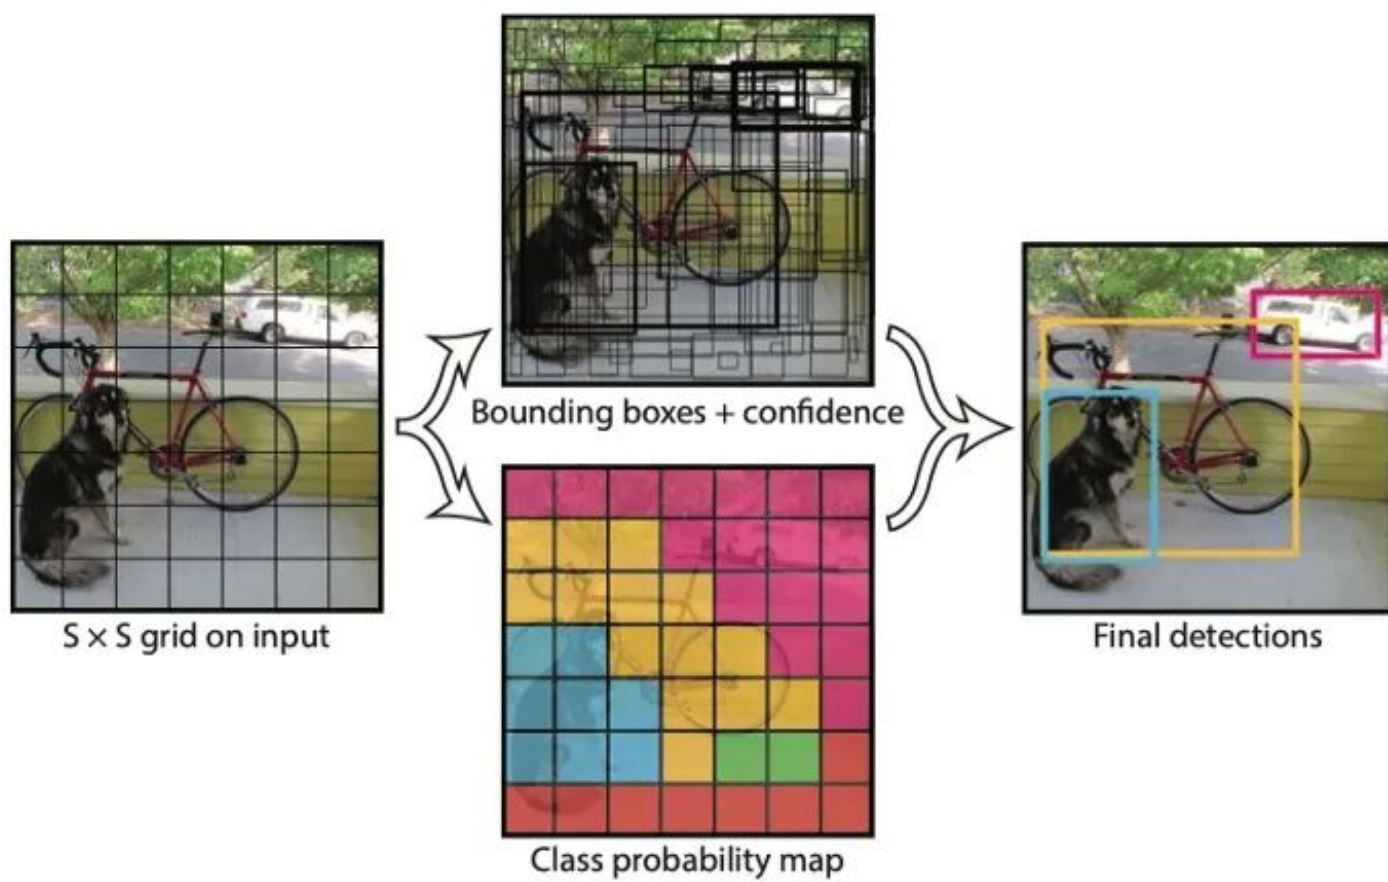 S × S grid on input
Bounding boxes + confidence
Class probability map
Final detections